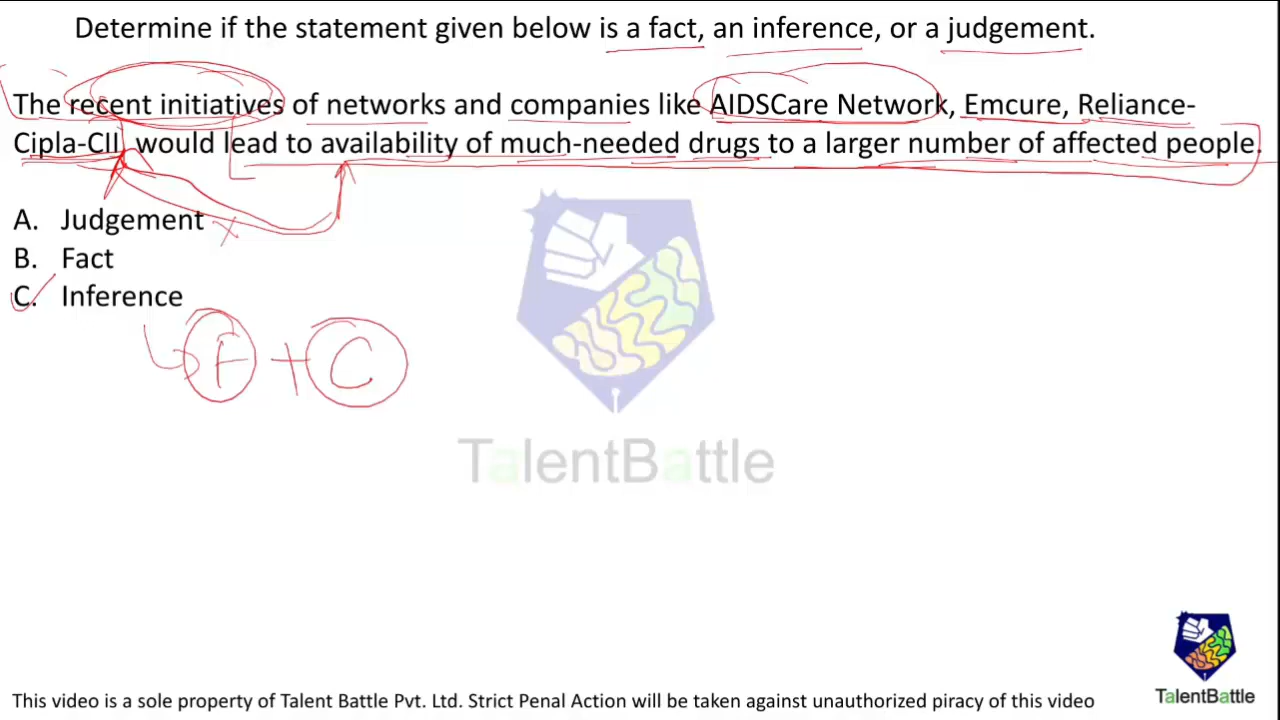 Determine if the statement given below is a fact, an inference, or a judgement.
The recent initiatives of networks and companies like AIDSCare Network, Emcure, Reliance-
Cipla-CII, would lead to availability of much-needed drugs to a larger number of affected people.
A. Judgement
B. Fact
C. Inference
F + C
TalentBattle
TalentBattle
This video is a sole property of Talent Battle Pvt. Ltd. Strict Penal Action will be taken against unauthorized piracy of this video